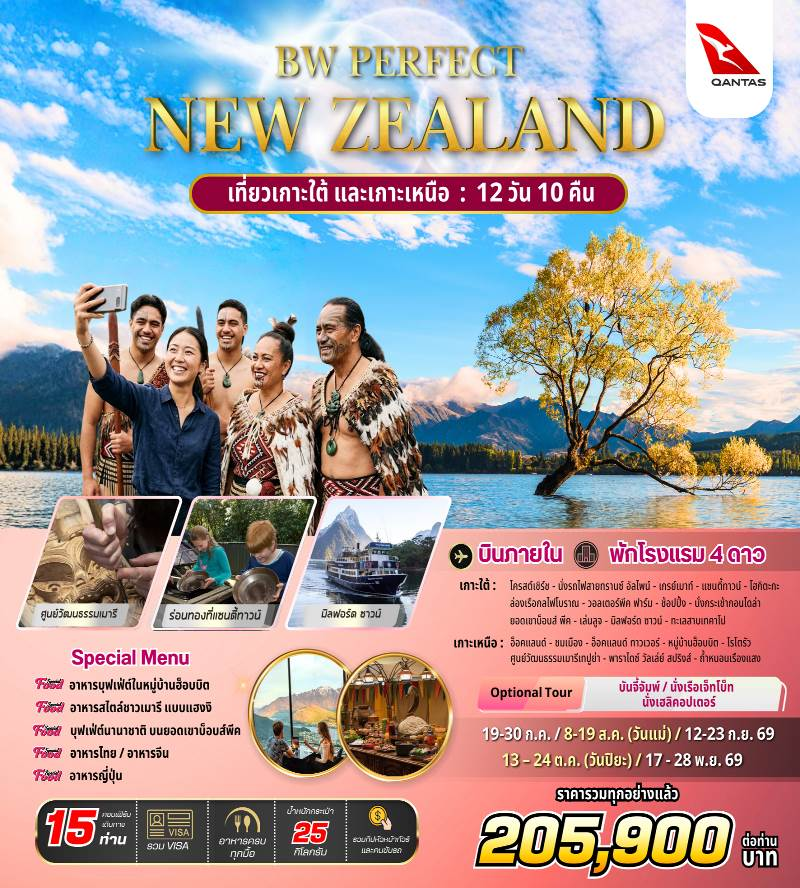 QANTAS
BW PERFECT
NEW ZEALAND
เที่ยวเกาะใต้ และเกาะเหนือ : 12 วัน 10 คืน
ศูนย์วัฒนธรรมเมารี
ร่อนทองที่แซนดี้ทาวน์
มิลฟอร์ด ซาวน์
บินภายใน พักโรงแรม 4 ดาว
เกาะใต้ : ไครสต์เชิร์ช - นั่งรถไฟสายทรานซ์ อัลไพน์ - เกรย์เมาท์ - แซนดี้ทาวน์ - โฮกิตะกะ
ล่องเรือกลไฟโบราณ - วอลเตอร์พีค ฟาร์ม - ช้อปปิ้ง - นั่งกระเช้ากอนโดล่า
ยอดเขาบ็อบส์ พีค - เล่นลูจ - มิลฟอร์ด ซาวน์ - ทะเลสาบเทคาโป
เกาะเหนือ : อ็อคแลนด์ - ชมเมือง - อ็อคแลนด์ ทาวเวอร์ - หมู่บ้านฮ็อบบิต - โรโตรัว
ศูนย์วัฒนธรรมเมารีเทปูย่า - พาราไดซ์ วัลเล่ย์ สปริงส์ - ถ้ำหนอนเรืองแสง
Special Menu
Special Food อาหารบุฟเฟ่ต์ในหมู่บ้านฮ็อบบิต
Special Food อาหารสไตล์ชาวเมารี แบบแฮงงี
Special Food บุฟเฟ่ต์นานาชาติ บนยอดเขาบ็อบส์พีค
Special Food อาหารไทย / อาหารจีน
Special Food อาหารญี่ปุ่น
Optional Tour
บันจี้จัมพ์ / นั่งเรือเจ็ทโบ๊ท
นั่งเฮลิคอปเตอร์
19-30 ก.ค. / 8-19 ส.ค. (วันแม่) / 12-23 ก.ย. 69
13 – 24 ต.ค. (วันปิยะ) / 17 - 28 พ.ย. 69
15 คอนเฟิร์ม เดินทาง ท่าน
VISA
รวม VISA
อาหารครบ
ทุกมื้อ
น้ำหนักกระเป๋า
25
กิโลกรัม
รวมทิปหัวหน้าทัวร์
และคนขับรถ
ราคารวมทุกอย่างแล้ว
205,900 ต่อท่าน บาท